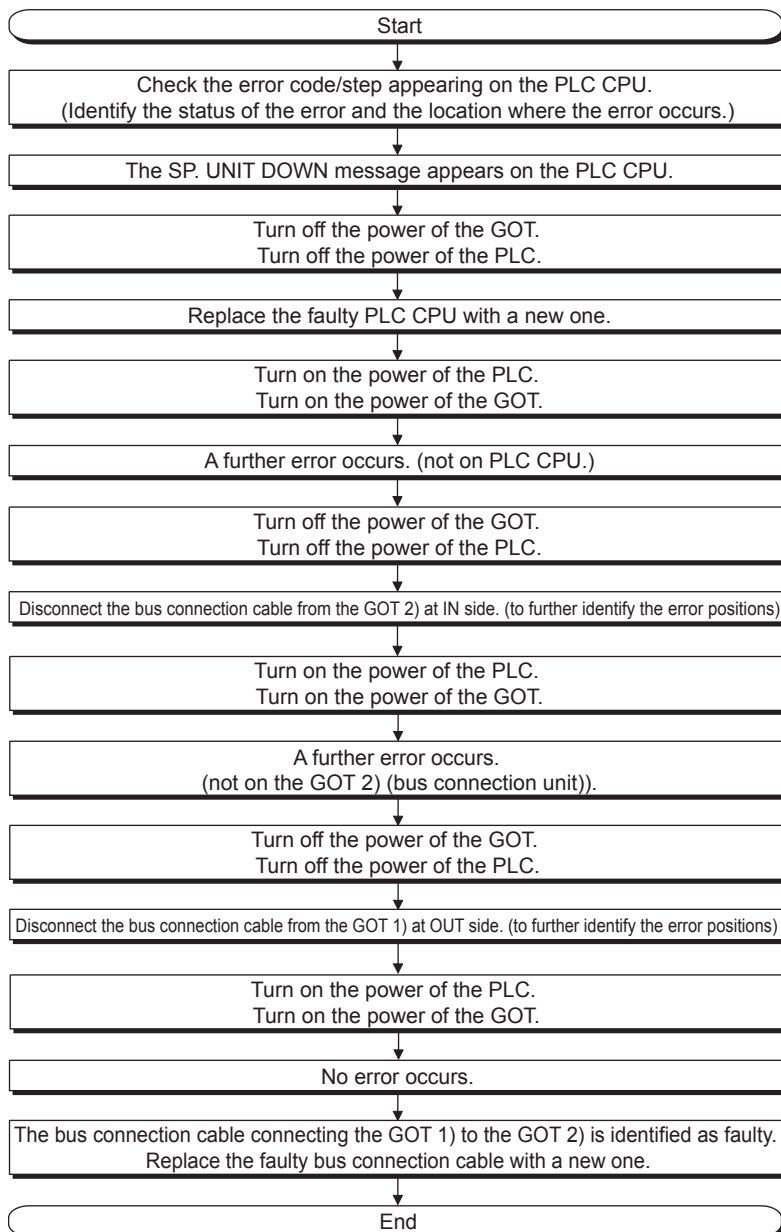 Start
Check the error code/step appearing on the PLC CPU.
(Identify the status of the error and the location where the error occurs.)
The SP. UNIT DOWN message appears on the PLC CPU.
Turn off the power of the GOT.
Turn off the power of the PLC.
Replace the faulty PLC CPU with a new one.
Turn on the power of the PLC.
Turn on the power of the GOT.
A further error occurs. (not on PLC CPU.)
Turn off the power of the GOT.
Turn off the power of the PLC.
Disconnect the bus connection cable from the GOT 2) at IN side. (to further identify the error positions)
Turn on the power of the PLC.
Turn on the power of the GOT.
A further error occurs.
(not on the GOT 2) (bus connection unit)).
Turn off the power of the GOT.
Turn off the power of the PLC.
Disconnect the bus connection cable from the GOT 1) at OUT side. (to further identify the error positions)
Turn on the power of the PLC.
Turn on the power of the GOT.
No error occurs.
The bus connection cable connecting the GOT 1) to the GOT 2) is identified as faulty.
Replace the faulty bus connection cable with a new one.
End